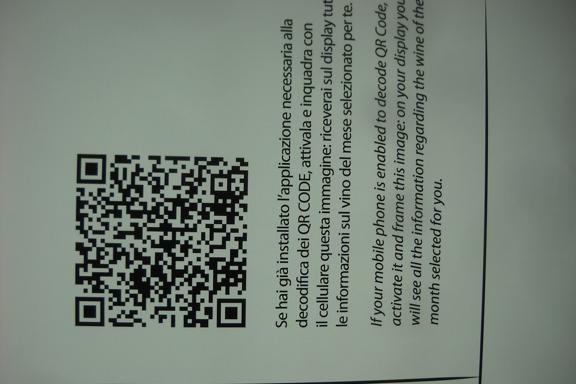 Se hai già installato l'applicazione necessaria alla
decodifica dei QR CODE, attivala e inquadra con
il cellulare questa immagine: riceverai sul display tut
le informazioni sul vino del mese selezionato per te.
If your mobile phone is enabled to decode QR Code,
activate it and frame this image: on your display you
will see all the information regarding the wine of the
month selected for you.